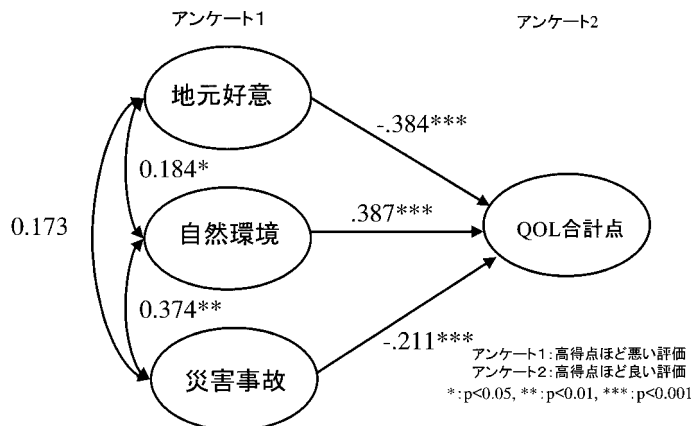 アンケート1
アンケート2
地元好意
-.384***
0.184*
0.173
自然環境
.387***
QOL合計点
0.374**
-.211***
災害事故
アンケート1:高得点ほど悪い評価
アンケート2:高得点ほど良い評価
*:p<0.05, **:p<0.01, ***:p<0.001